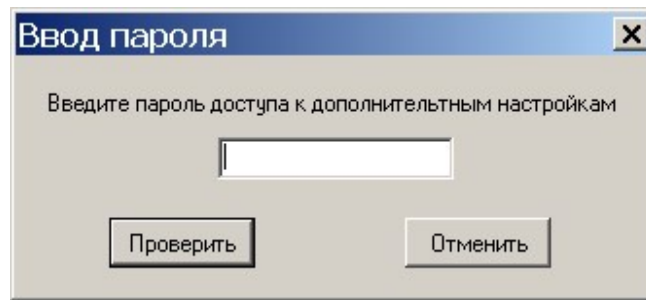 Ввод пароля
Введите пароль доступа к дополнительтным настройкам
Проверить
Отменить